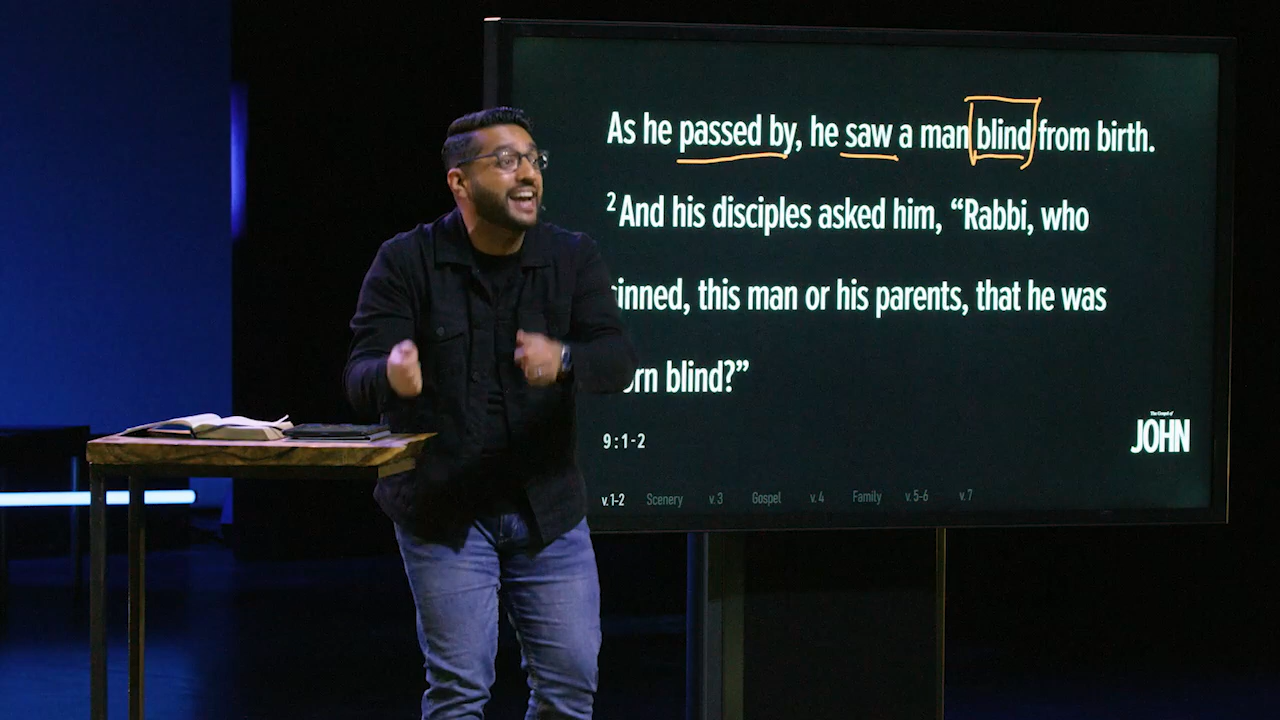 As he passed by, he saw a man blind from birth.
2 And his disciples asked him, “Rabbi, who
inned, this man or his parents, that he was
orn blind?”
9:1-2
The Gospel of
JOHN
v.1-2 Scenery v.3 Gospel v.4 Family v.5-6 v.7